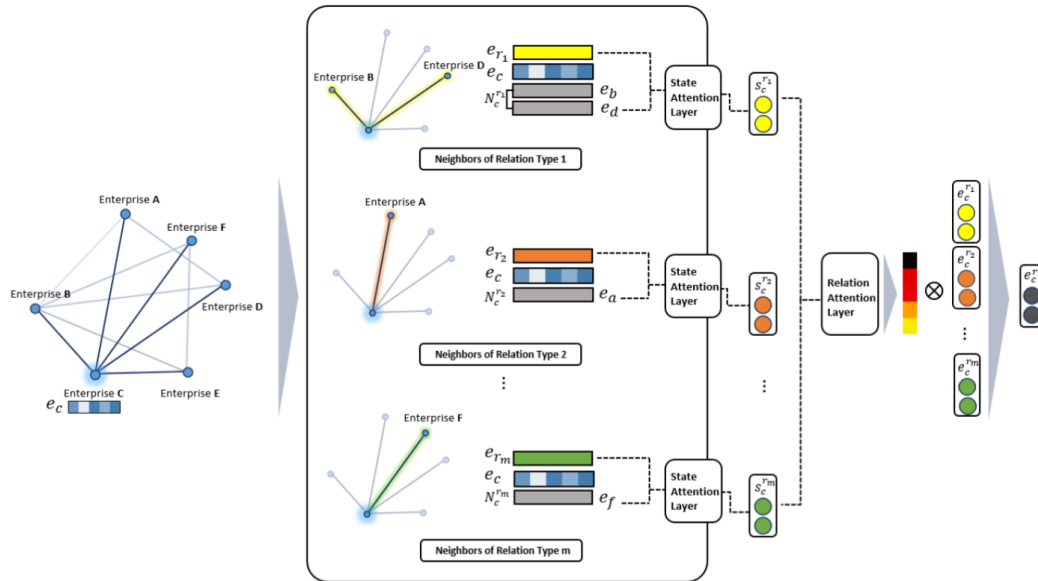 Enterprise A
Enterprise F
Enterprise B
Enterprise D
Enterprise C
Enterprise E
e_c
Enterprise B
Enterprise D
e_{r_1}
e_c
N_c^{r_1}
e_b
e_d
Neighbors of Relation Type 1
State
Attention
Layer
s_c^{r_1}
Enterprise A
e_{r_2}
e_c
N_c^{r_2}
e_a
Neighbors of Relation Type 2
⋮
State
Attention
Layer
s_c^{r_2}
⋮
Enterprise F
e_{r_m}
e_c
N_c^{r_m}
e_f
Neighbors of Relation Type m
State
Attention
Layer
s_c^{r_m}
Relation
Attention
Layer
⊗
e_c^{r_1}
e_c^{r_2}
⋮
e_c^{r_m}
e_c^r